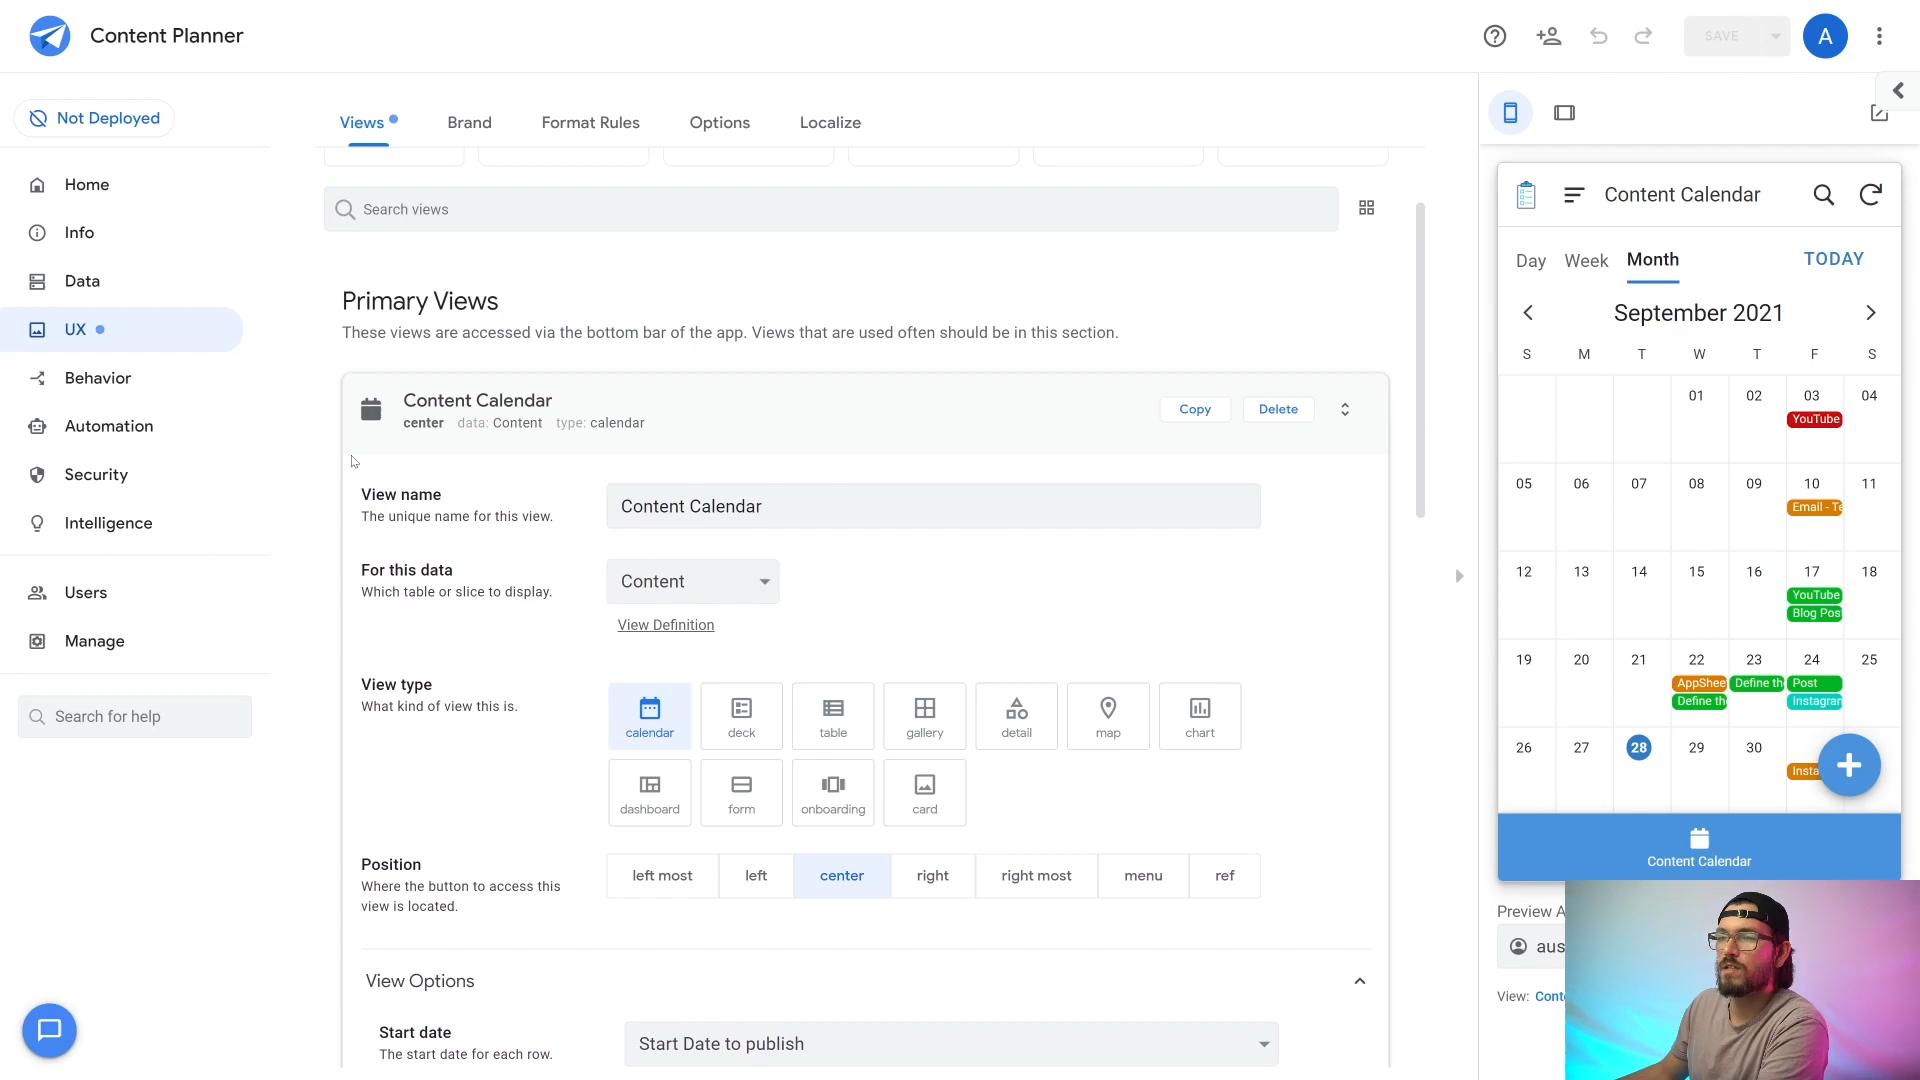 Content Planner
SAVE
A
Not Deployed
Home
Info
Data
UX
Behavior
Automation
Security
Intelligence
Users
Manage
Search for help
Views
Brand
Format Rules
Options
Localize
Search views
Primary Views
These views are accessed via the bottom bar of the app. Views that are used often should be in this section.
Content Calendar
center data: Content type: calendar
Copy
Delete
View name
The unique name for this view.
Content Calendar
For this data
Which table or slice to display.
Content
View Definition
View type
What kind of view this is.
calendar
deck
table
gallery
detail
map
chart
dashboard
form
onboarding
card
Position
Where the button to access this
view is located.
left most
left
center
right
right most
menu
ref
View Options
Start date
The start date for each row.
Start Date to publish
Content Calendar
Day
Week
Month
TODAY
September 2021
S M T W T F S
01 02 03 04
YouTube
05 06 07 08 09 10 11
Email - Te
12 13 14 15 16 17 18
YouTube
Blog Pos
19 20 21 22 23 24 25
AppShee Define th Post
Define th Instagran
26 27 28 29 30
Insta
Content Calendar
Preview A
aus
View: Conte